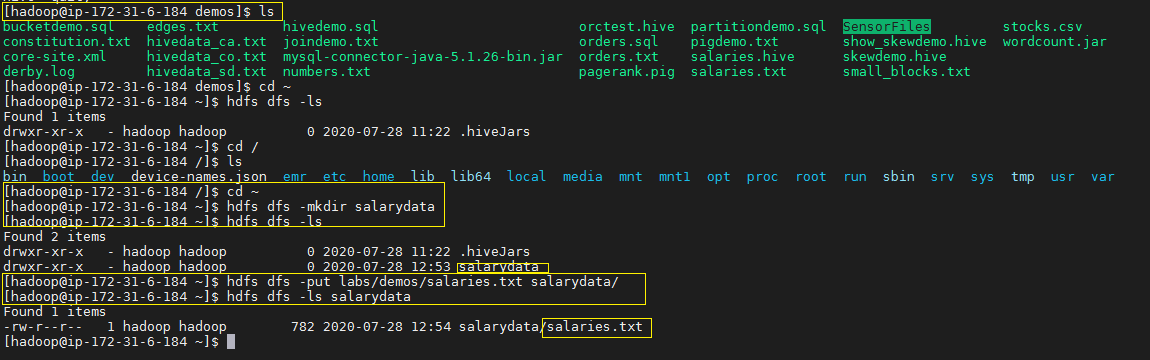 [hadoop@ip-172-31-6-184 demos]$ ls
bucketdemo.sql    edges.txt        hivedemo.sql                     orctest.hive  partitiondemo.sql  SensorFiles         stocks.csv
constitution.txt  hivedata_ca.txt  joindemo.txt                     orders.sql    pigdemo.txt        show_skewdemo.hive  wordcount.jar
core-site.xml     hivedata_co.txt  mysql-connector-java-5.1.26-bin.jar  orders.txt    salaries.hive      skewdemo.hive
derby.log         hivedata_sd.txt  numbers.txt                      pagerank.pig  salaries.txt       small_blocks.txt
[hadoop@ip-172-31-6-184 demos]$ cd ~
[hadoop@ip-172-31-6-184 ~]$ hdfs dfs -ls
Found 1 items
drwxr-xr-x   - hadoop hadoop          0 2020-07-28 11:22 .hiveJars
[hadoop@ip-172-31-6-184 ~]$ cd /
[hadoop@ip-172-31-6-184 /]$ ls
bin  boot  dev  device-names.json  emr  etc  home  lib  lib64  local  media  mnt  mnt1  opt  proc  root  run  sbin  srv  sys  tmp  usr  var
[hadoop@ip-172-31-6-184 /]$ cd ~
[hadoop@ip-172-31-6-184 ~]$ hdfs dfs -mkdir salarydata
[hadoop@ip-172-31-6-184 ~]$ hdfs dfs -ls
Found 2 items
drwxr-xr-x   - hadoop hadoop          0 2020-07-28 11:22 .hiveJars
drwxr-xr-x   - hadoop hadoop          0 2020-07-28 12:53 salarydata
[hadoop@ip-172-31-6-184 ~]$ hdfs dfs -put labs/demos/salaries.txt salarydata/
[hadoop@ip-172-31-6-184 ~]$ hdfs dfs -ls salarydata
Found 1 items
-rw-r--r--   1 hadoop hadoop        782 2020-07-28 12:54 salarydata/salaries.txt
[hadoop@ip-172-31-6-184 ~]$